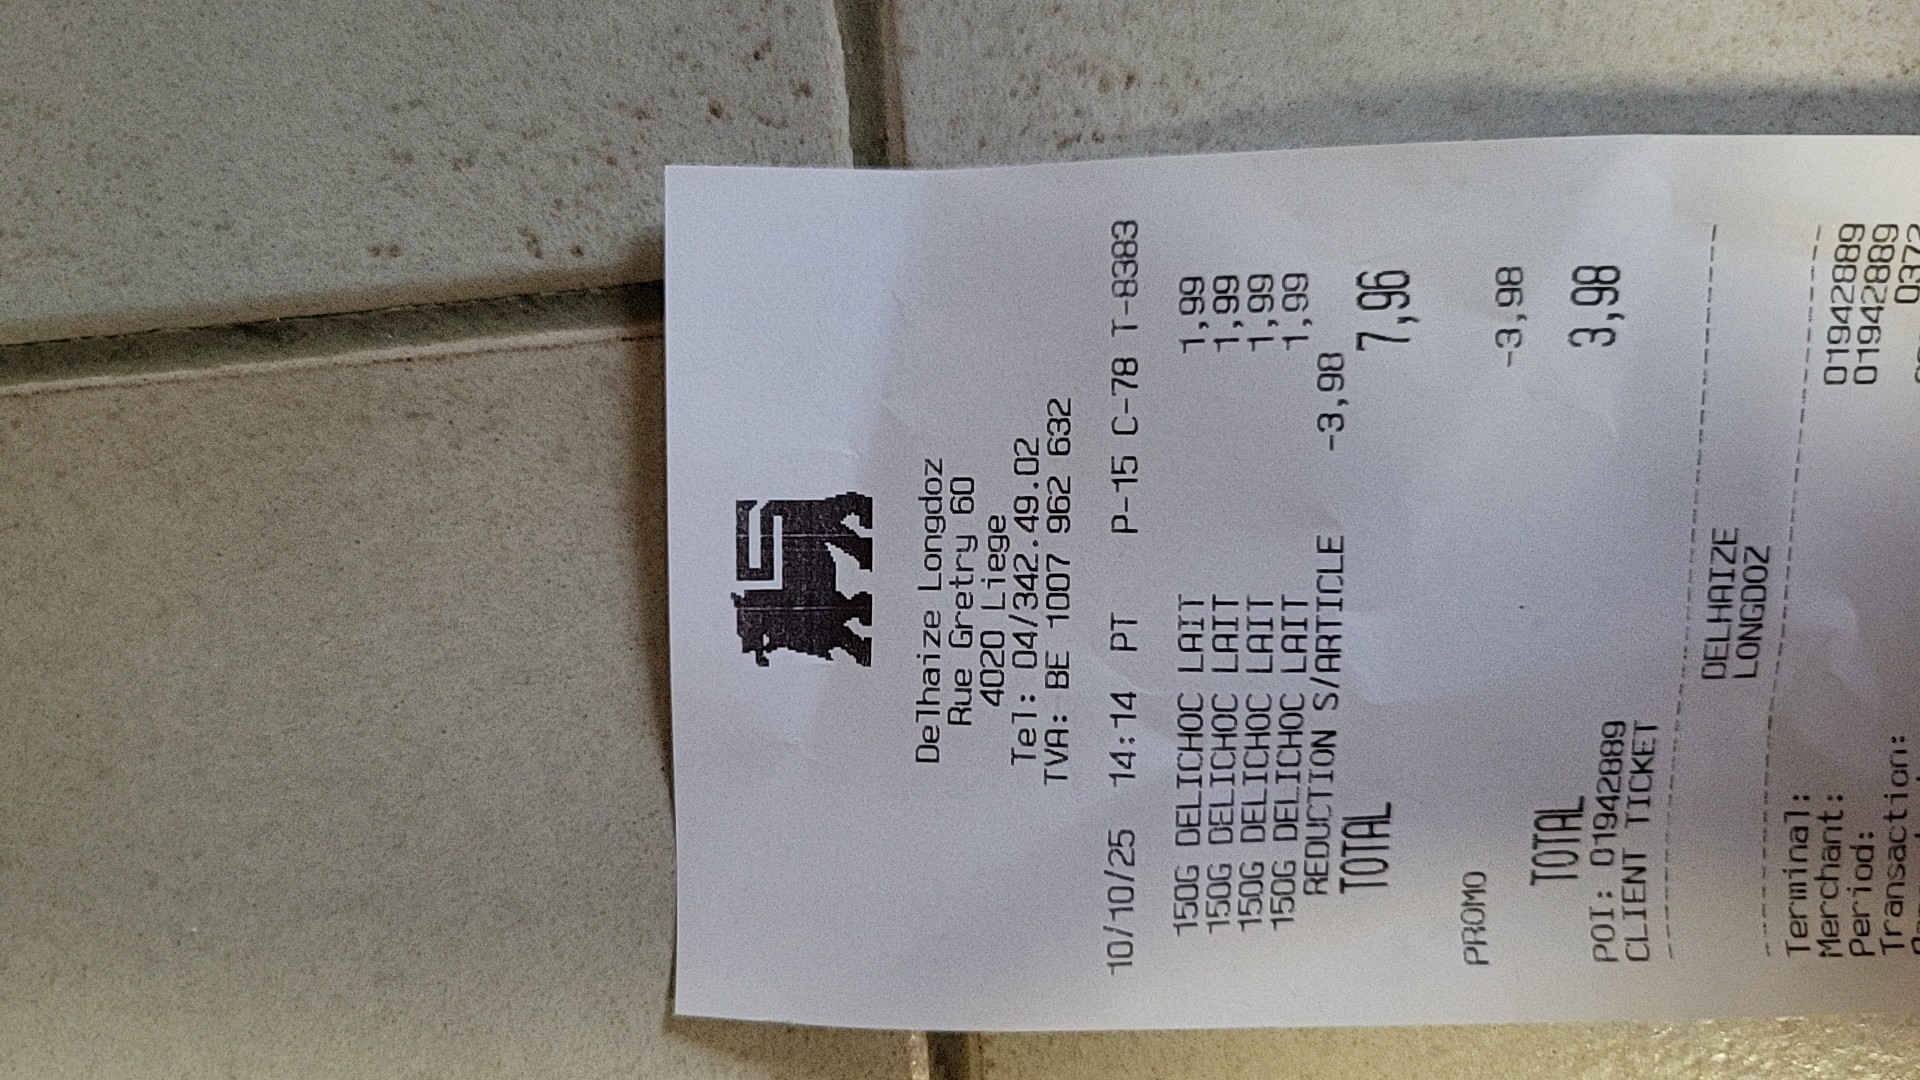 Delhaize Longdoz
Rue Gretry 60
4020 Liege
Tel: 04/342.49.02
TVA: BE 1007 962 632
10/10/25 14:14 PT P-15 C-78 T-8383
150G DELICHOC LAIT 1,99
150G DELICHOC LAIT 1,99
150G DELICHOC LAIT 1,99
150G DELICHOC LAIT 1,99
REDUCTION S/ARTICLE -3,98
TOTAL 7,96
PROMO -3,98
TOTAL 3,98
POI: 01942889
CLIENT TICKET
DELHAIZE
LONGDOZ
Terminal: 01942889
Merchant: 01942889
Period: 0372
Transaction: